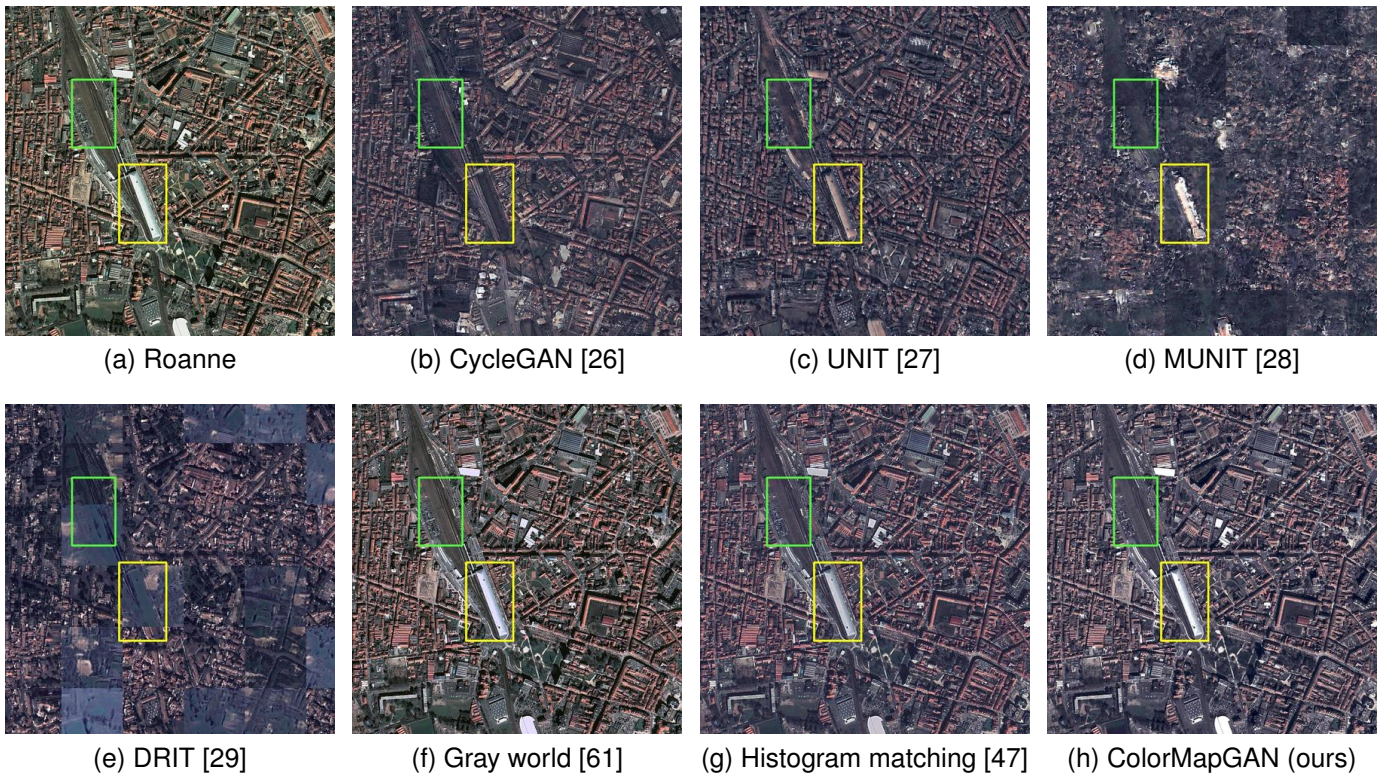 (a) Roanne
(b) CycleGAN [26]
(c) UNIT [27]
(d) MUNIT [28]
(e) DRIT [29]
(f) Gray world [61]
(g) Histogram matching [47]
(h) ColorMapGAN (ours)